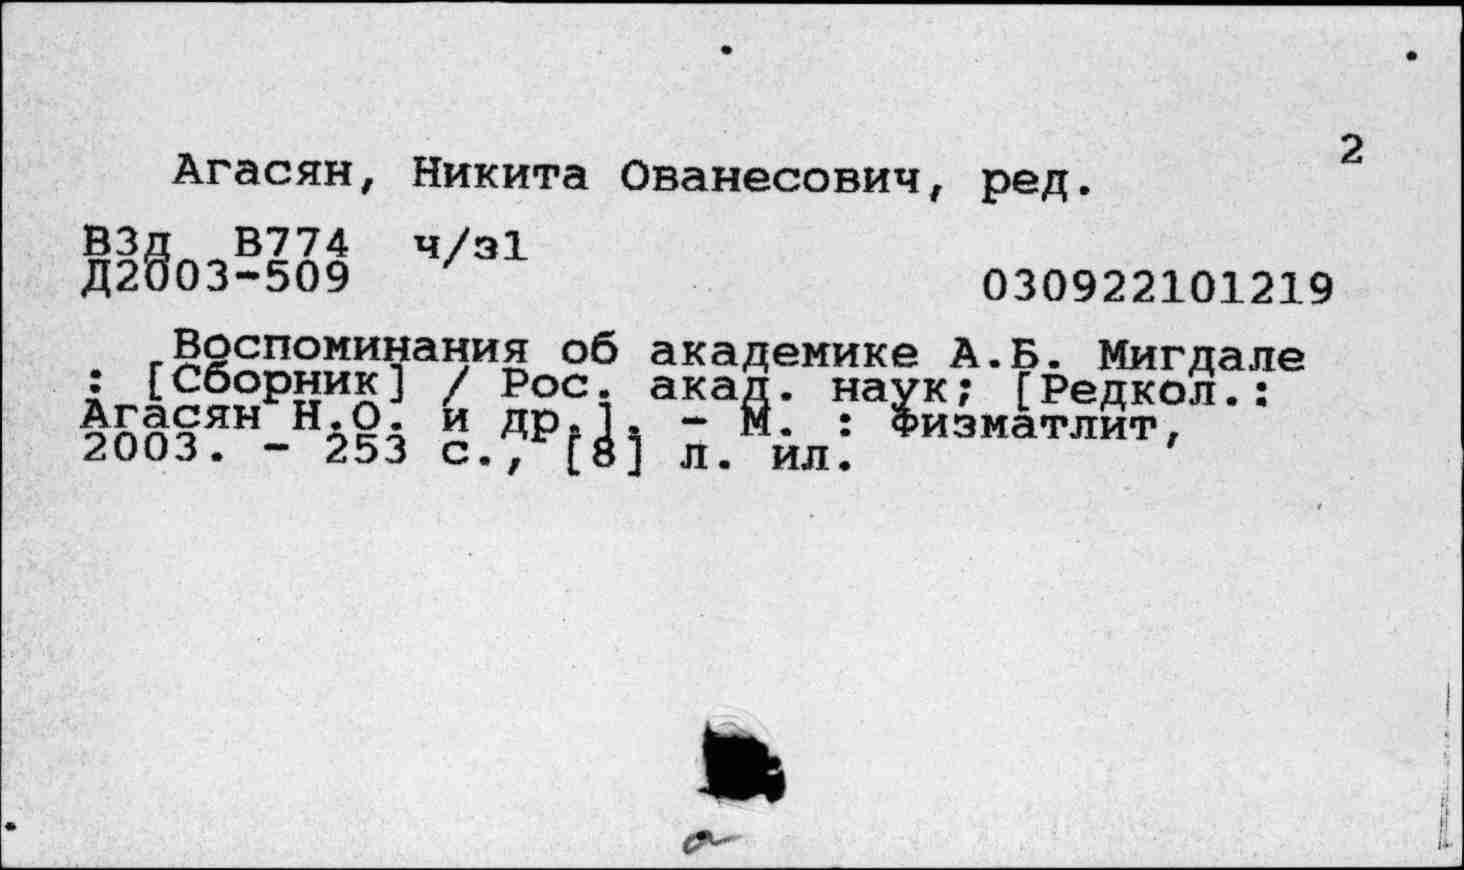 2
Агасян, Никита Ованесович, ред.
В3д В774 ч/з1
Д2003-509
030922101219
Воспоминания об академике А.Б. Мигдале
: [Сборник] / Рос. акад. наук; [Редкол.:
Агасян Н.О. и др.]. - М. : Физматлит,
2003. - 253 с., [8] л. ил.